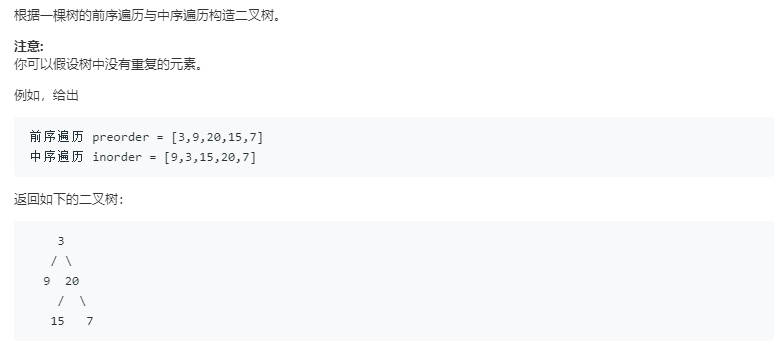 根据一棵树的前序遍历与中序遍历构造二叉树。
注意:
你可以假设树中没有重复的元素。
例如，给出
前序遍历 preorder = [3,9,20,15,7]
中序遍历 inorder = [9,3,15,20,7]
返回如下的二叉树：
3
/ \
9  20
/  \
15   7